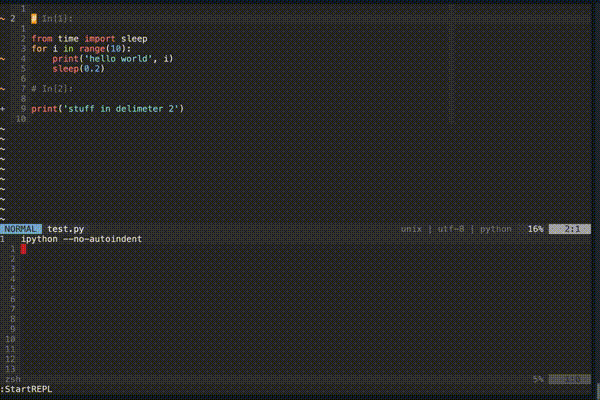 1
~ 2 # In[1]:
1
2 from time import sleep
3 for i in range(10):
~ 4 print('hello world', i)
5 sleep(0.2)
6
~ 7 # In[2]:
8
+ 9 print('stuff in delimeter 2')
10
~
~
~
~
~
~
~
~
~
~
NORMAL test.py unix | utf-8 | python 16% 2:1
1 ipython --no-autoindent
1
2
3
4
5
6
7
8
9
10
11
12
13
zsh 5%
:StartREPL